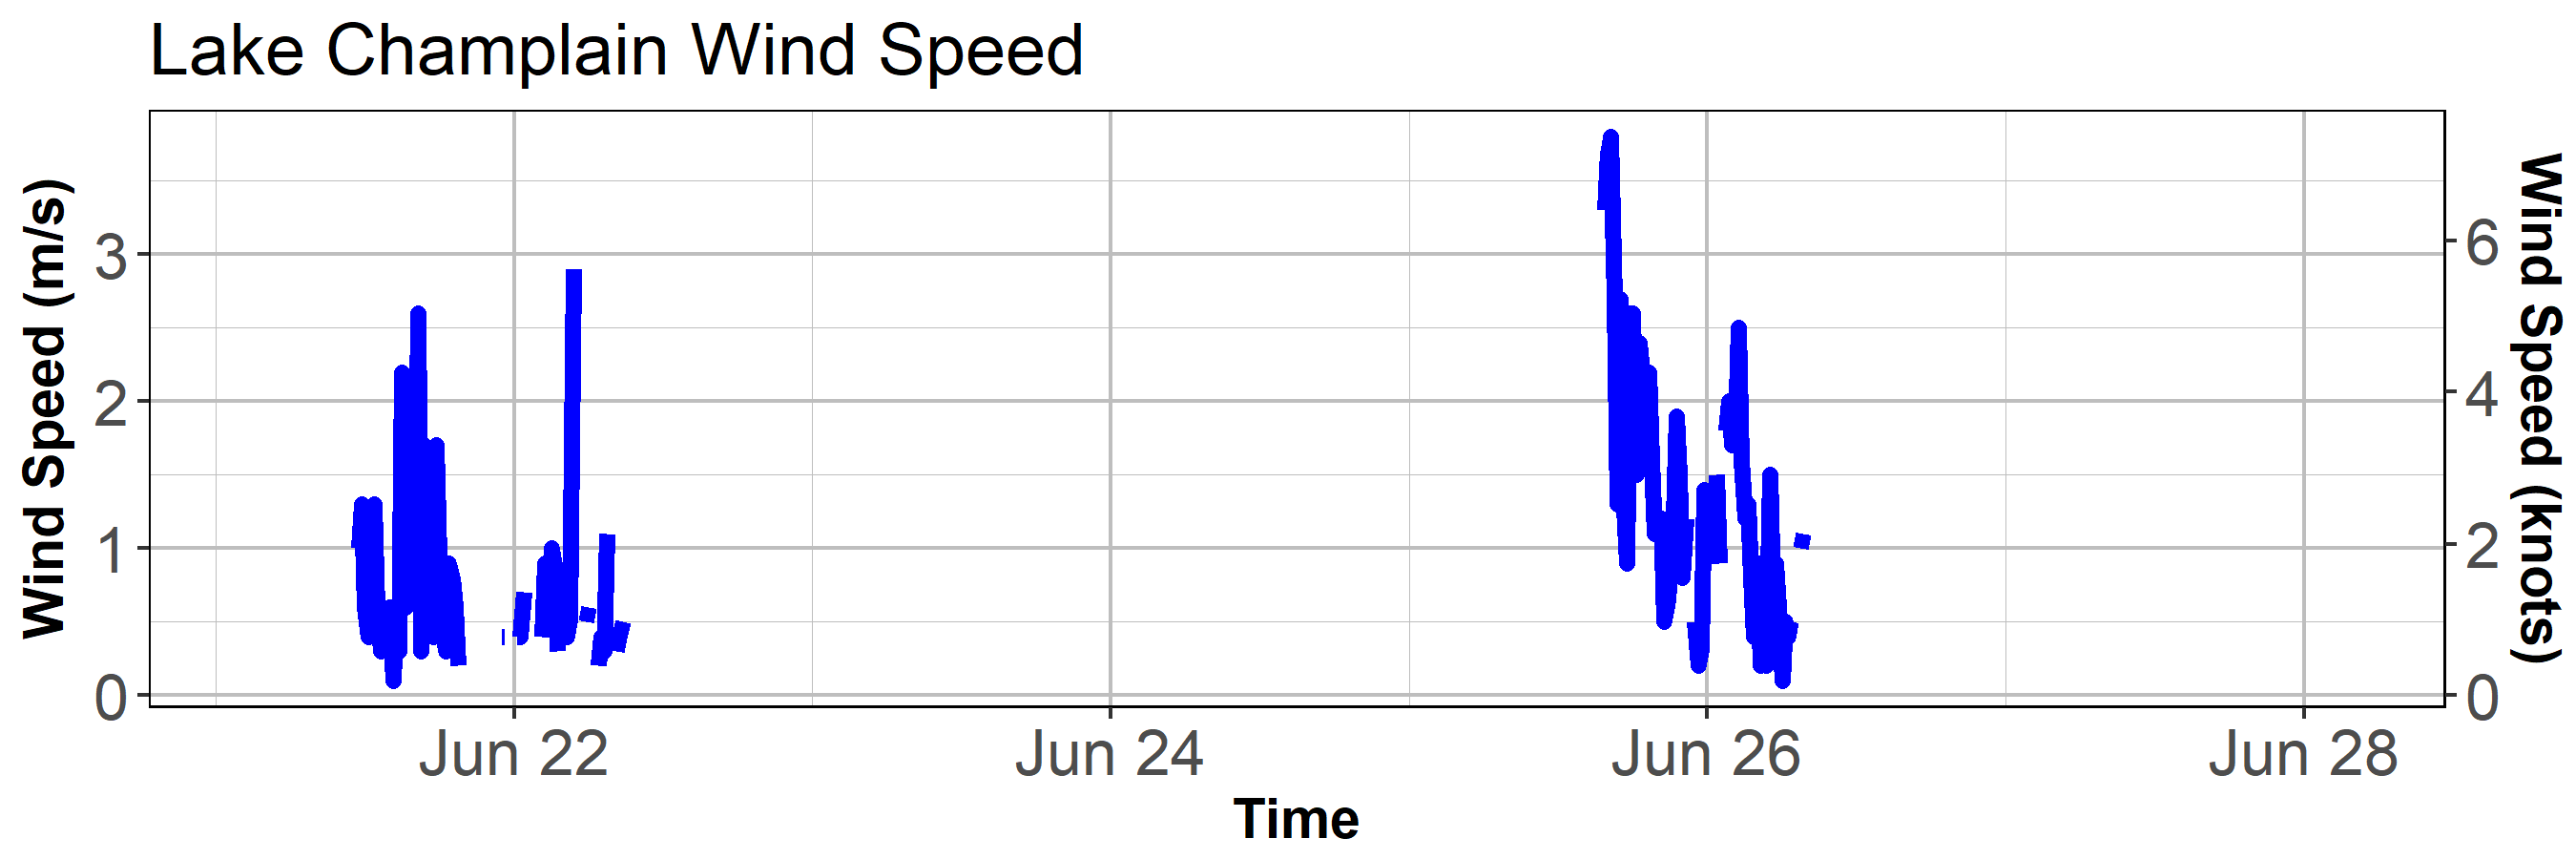 Lake Champlain Wind Speed
Wind Speed (m/s)
3
2
1
0
6
4
2
0
Wind Speed (knots)
Jun 22
Jun 24
Jun 26
Jun 28
Time